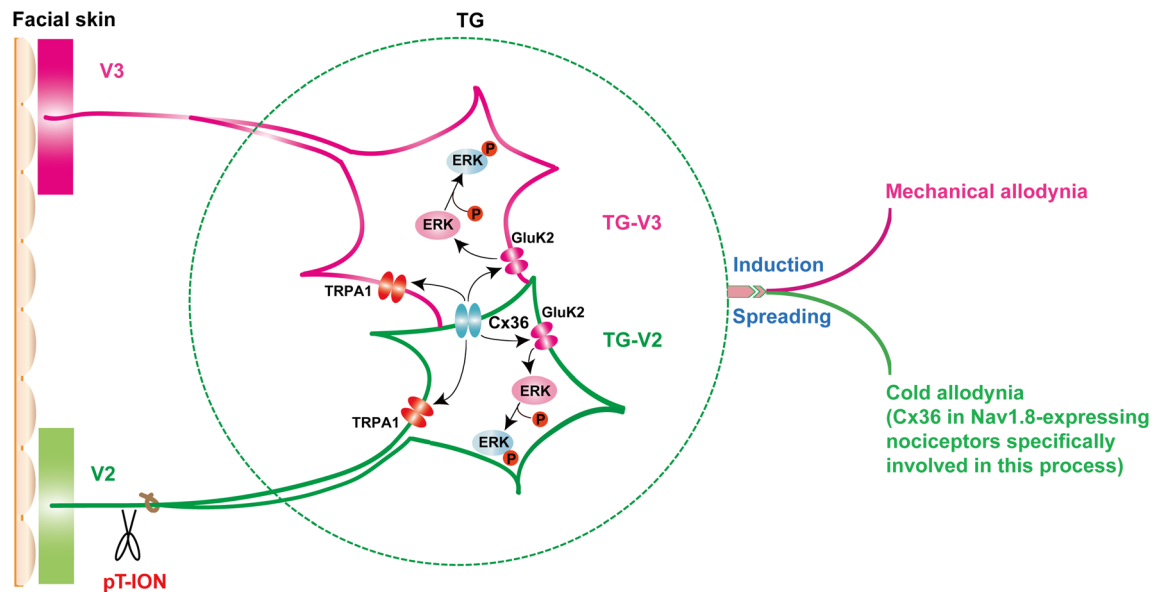 Facial skin
TG
V3
ERK
P
P
ERK
TG-V3
GluK2
Mechanical allodynia
TRPA1
Induction
Spreading
GluK2
Cx36
TG-V2
ERK
Cold allodynia
(Cx36 in Nav1.8-expressing
nociceptors specifically
involved in this process)
TRPA1
P
ERK
P
V2
pT-ION